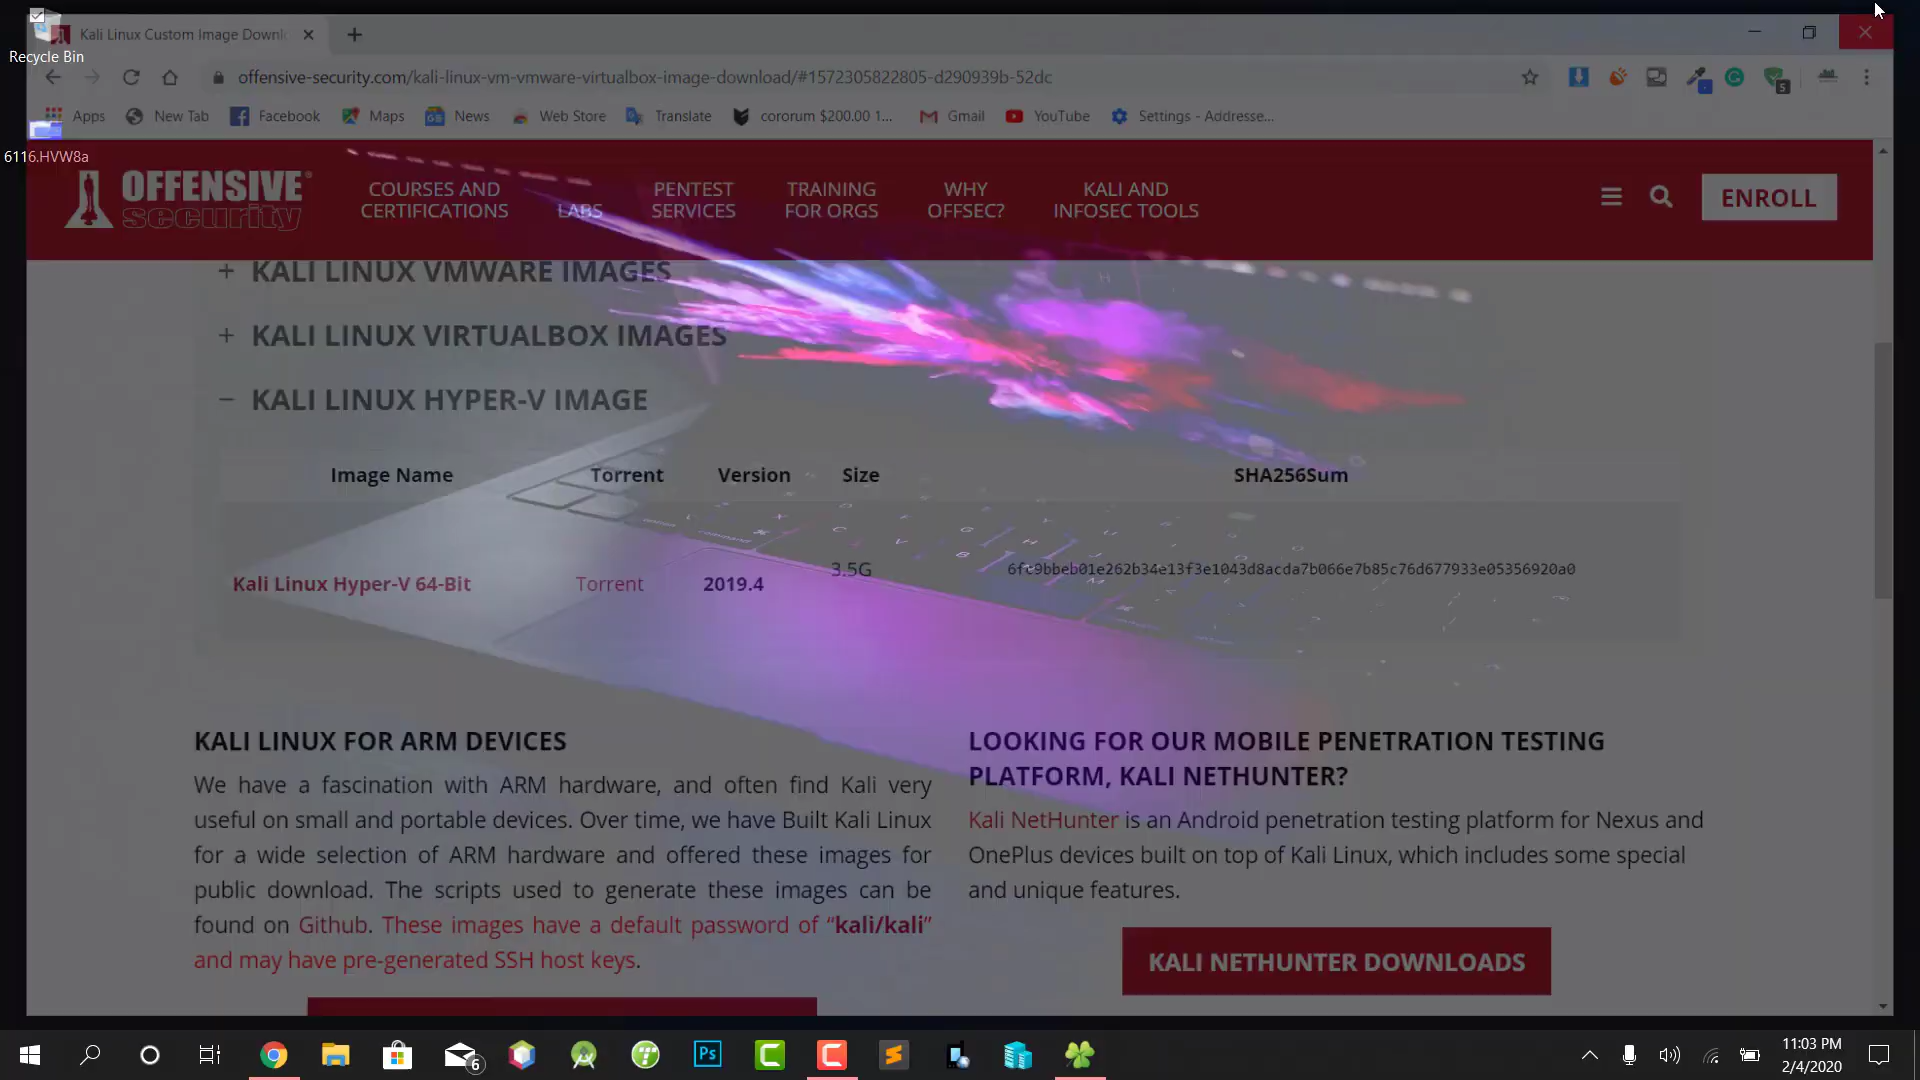 Kali Linux Custom Image Downl
Recycle Bin
offensive-security.com/kali-linux-vm-vmware-virtualbox-image-download/#1572305822805-d290939b-52dc
5
Apps New Tab Facebook Maps News Web Store Translate cororum $200.00 1... Gmail YouTube Settings - Addresse...
6116.HVW8a
OFFENSIVE
security
COURSES AND
CERTIFICATIONS
LABS
PENTEST
SERVICES
TRAINING
FOR ORGS
WHY
OFFSEC?
KALI AND
INFOSEC TOOLS
ENROLL
+ KALI LINUX VMWARE IMAGES
+ KALI LINUX VIRTUALBOX IMAGES
− KALI LINUX HYPER-V IMAGE
Image Name Torrent Version Size SHA256Sum
Kali Linux Hyper-V 64-Bit Torrent 2019.4 3.5G 6fc9bbeb01e262b34e13f3e1043d8acda7b066e7b85c76d677933e05356920a0
KALI LINUX FOR ARM DEVICES
We have a fascination with ARM hardware, and often find Kali very
useful on small and portable devices. Over time, we have Built Kali Linux
for a wide selection of ARM hardware and offered these images for
public download. The scripts used to generate these images can be
found on Github. These images have a default password of “kali/kali”
and may have pre-generated SSH host keys.
LOOKING FOR OUR MOBILE PENETRATION TESTING
PLATFORM, KALI NETHUNTER?
Kali NetHunter is an Android penetration testing platform for Nexus and
OnePlus devices built on top of Kali Linux, which includes some special
and unique features.
KALI NETHUNTER DOWNLOADS
6
Ps
11:03 PM
2/4/2020